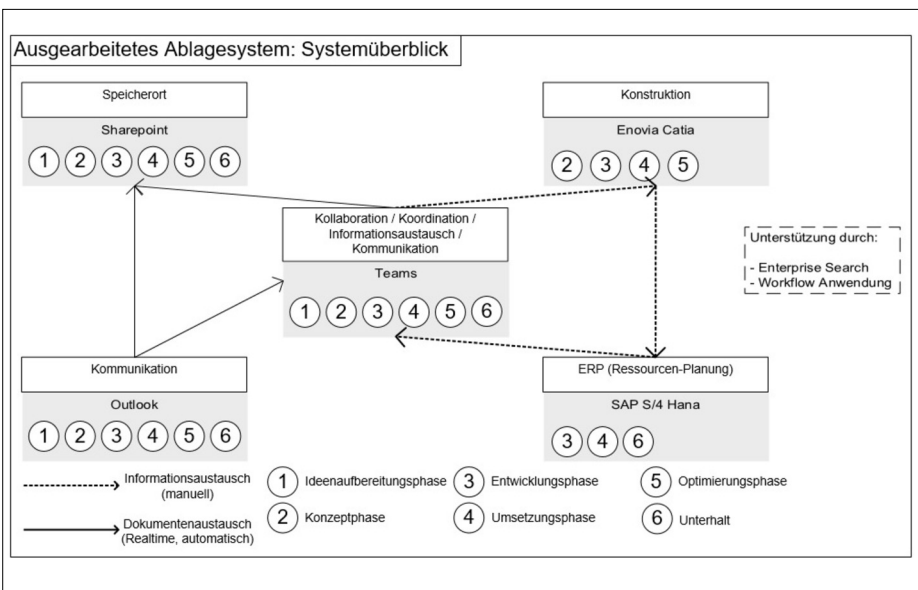 Ausgearbeitetes Ablagesystem: Systemüberblick
Speicherort
Sharepoint
1 2 3 4 5 6
Konstruktion
Enovia Catia
2 3 4 5
Kollaboration / Koordination /
Informationsaustausch /
Kommunikation
Teams
1 2 3 4 5 6
Unterstützung durch:
- Enterprise Search
- Workflow Anwendung
Kommunikation
Outlook
1 2 3 4 5 6
ERP (Ressourcen-Planung)
SAP S/4 Hana
3 4 6
Informationsaustausch
(manuell)
Dokumentenaustausch
(Realtime, automatisch)
1 Ideenaufbereitungsphase
2 Konzeptphase
3 Entwicklungsphase
4 Umsetzungsphase
5 Optimierungsphase
6 Unterhalt